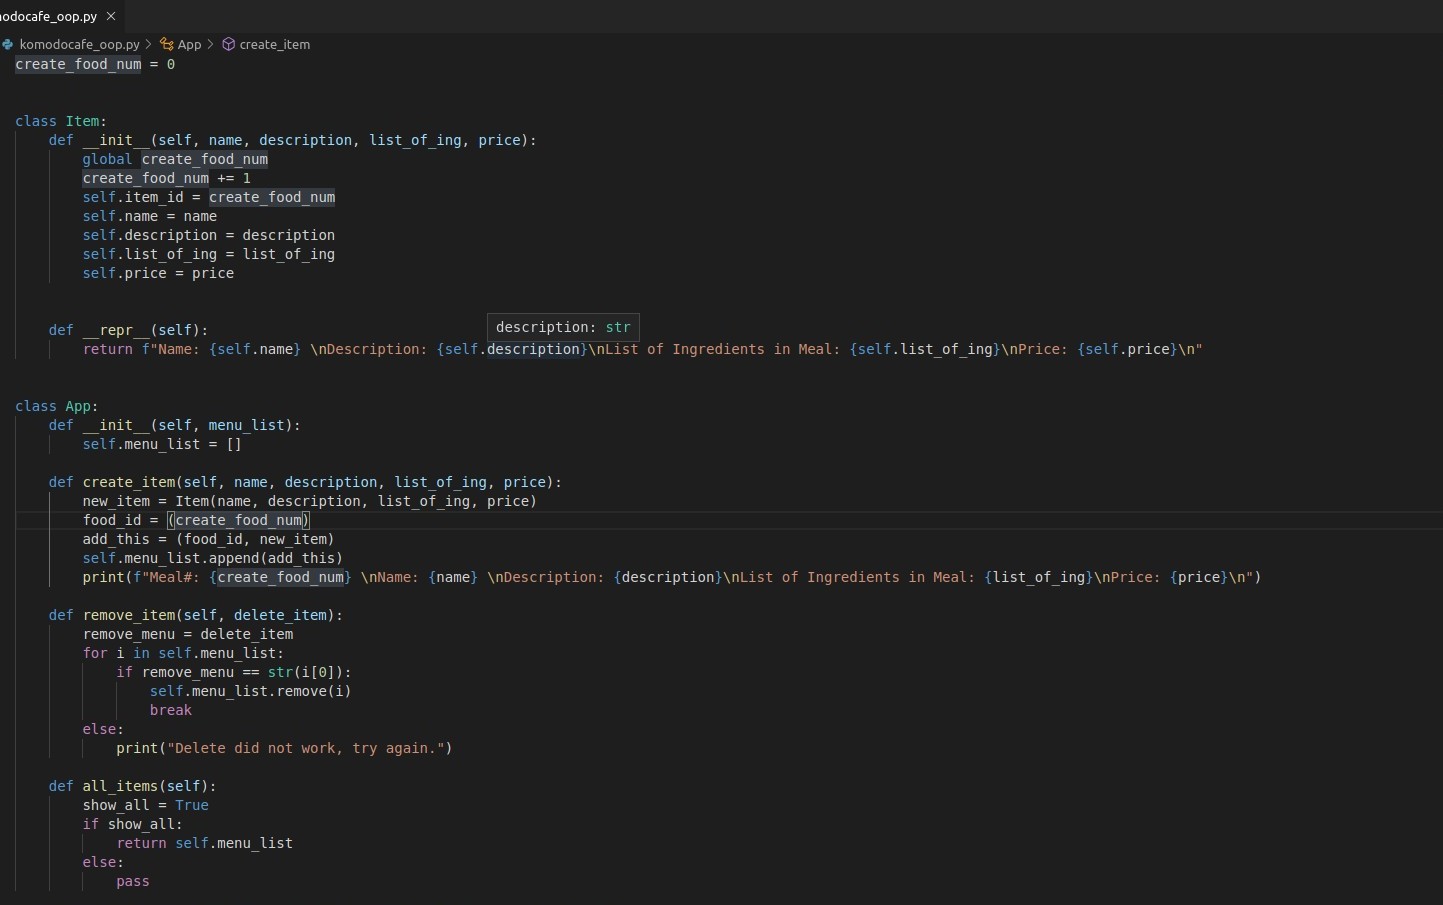 odocafe_oop.py ×
komodocafe_oop.py > App > create_item
create_food_num = 0
class Item:
    def __init__(self, name, description, list_of_ing, price):
        global create_food_num
        create_food_num += 1
        self.item_id = create_food_num
        self.name = name
        self.description = description
        self.list_of_ing = list_of_ing
        self.price = price
description: str
    def __repr__(self):
        return f"Name: {self.name} \nDescription: {self.description}\nList of Ingredients in Meal: {self.list_of_ing}\nPrice: {self.price}\n"
class App:
    def __init__(self, menu_list):
        self.menu_list = []
    def create_item(self, name, description, list_of_ing, price):
        new_item = Item(name, description, list_of_ing, price)
        food_id = (create_food_num)
        add_this = (food_id, new_item)
        self.menu_list.append(add_this)
        print(f"Meal#: {create_food_num} \nName: {name} \nDescription: {description}\nList of Ingredients in Meal: {list_of_ing}\nPrice: {price}\n")
    def remove_item(self, delete_item):
        remove_menu = delete_item
        for i in self.menu_list:
            if remove_menu == str(i[0]):
                self.menu_list.remove(i)
                break
        else:
            print("Delete did not work, try again.")
    def all_items(self):
        show_all = True
        if show_all:
            return self.menu_list
        else:
            pass